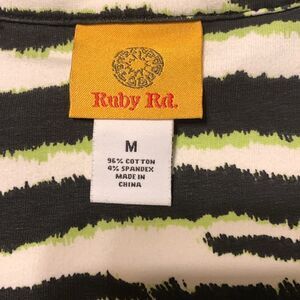 Ruby Rd.
M
96% COTTON
4% SPANDEX
MADE IN
CHINA